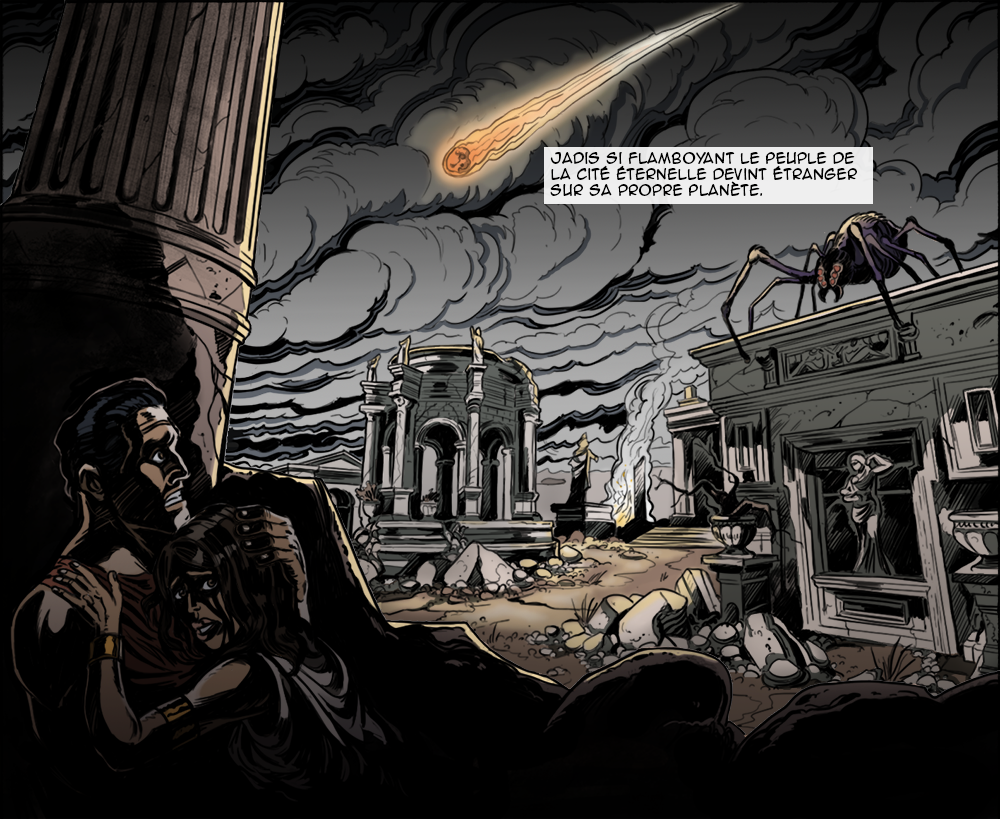 JADIS SI FLAMBOYANT LE PEUPLE DE
LA CITÉ ÉTERNELLE DEVINT ÉTRANGER
SUR SA PROPRE PLANÈTE.